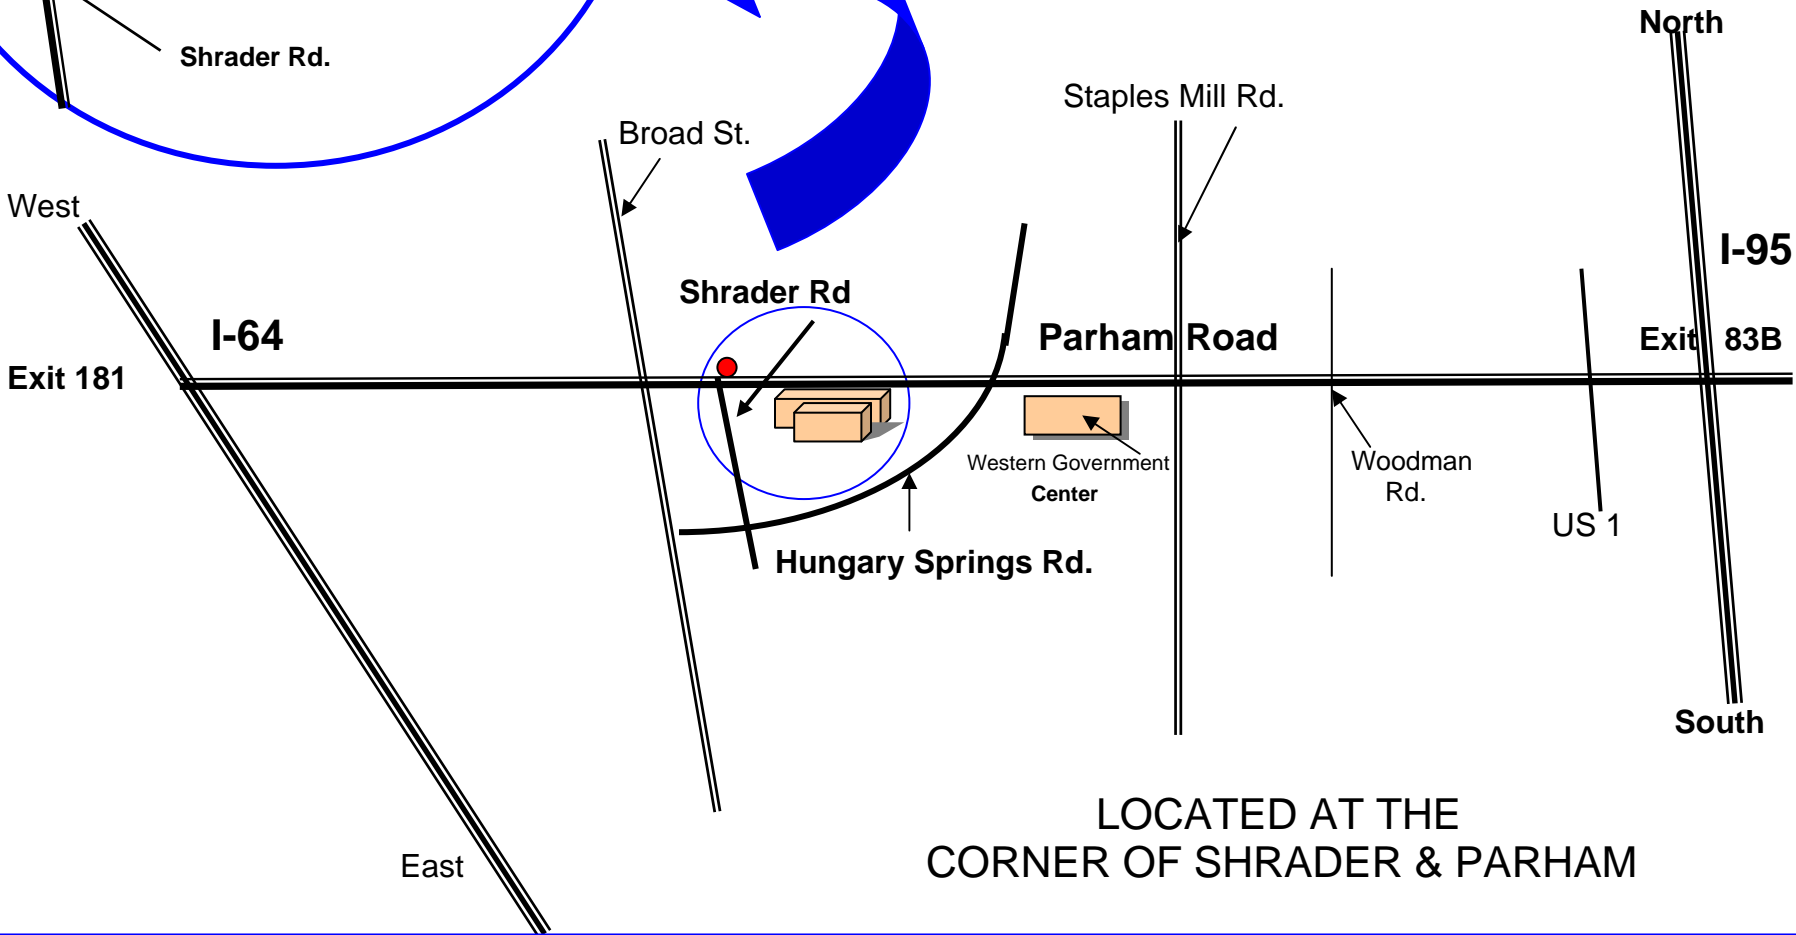 North
Shrader Rd.
Staples Mill Rd.
Broad St.
West
I-95
Shrader Rd
I-64
Parham Road
Exit 83B
Exit 181
Western Government
Center
Woodman
Rd.
US 1
Hungary Springs Rd.
South
LOCATED AT THE
CORNER OF SHRADER & PARHAM
East